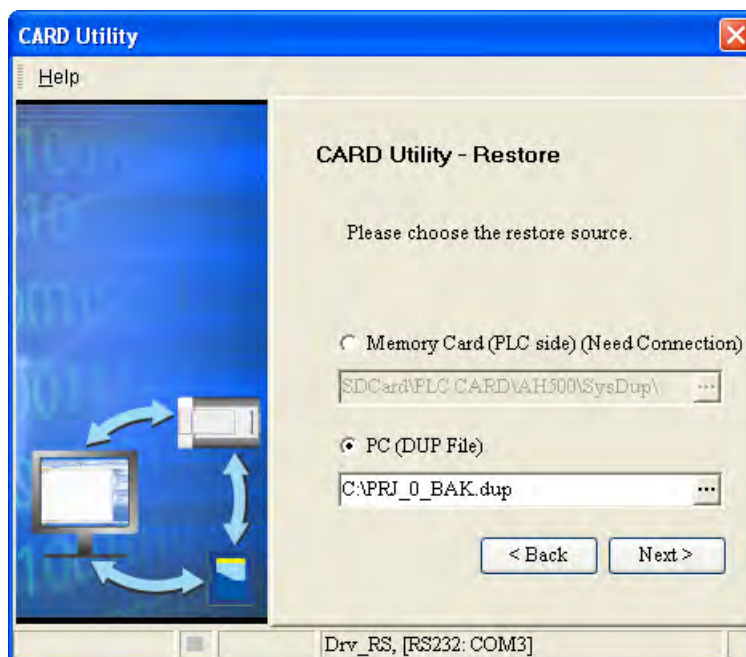 CARD Utility
Help
CARD Utility - Restore
Please choose the restore source.
Memory Card (PLC side) (Need Connection)
SDCard\PLC CARD\AH500\SysDup\
...
PC (DUP File)
C:\PRJ_0_BAK.dup
...
< Back
Next >
Drv_RS, [RS232: COM3]